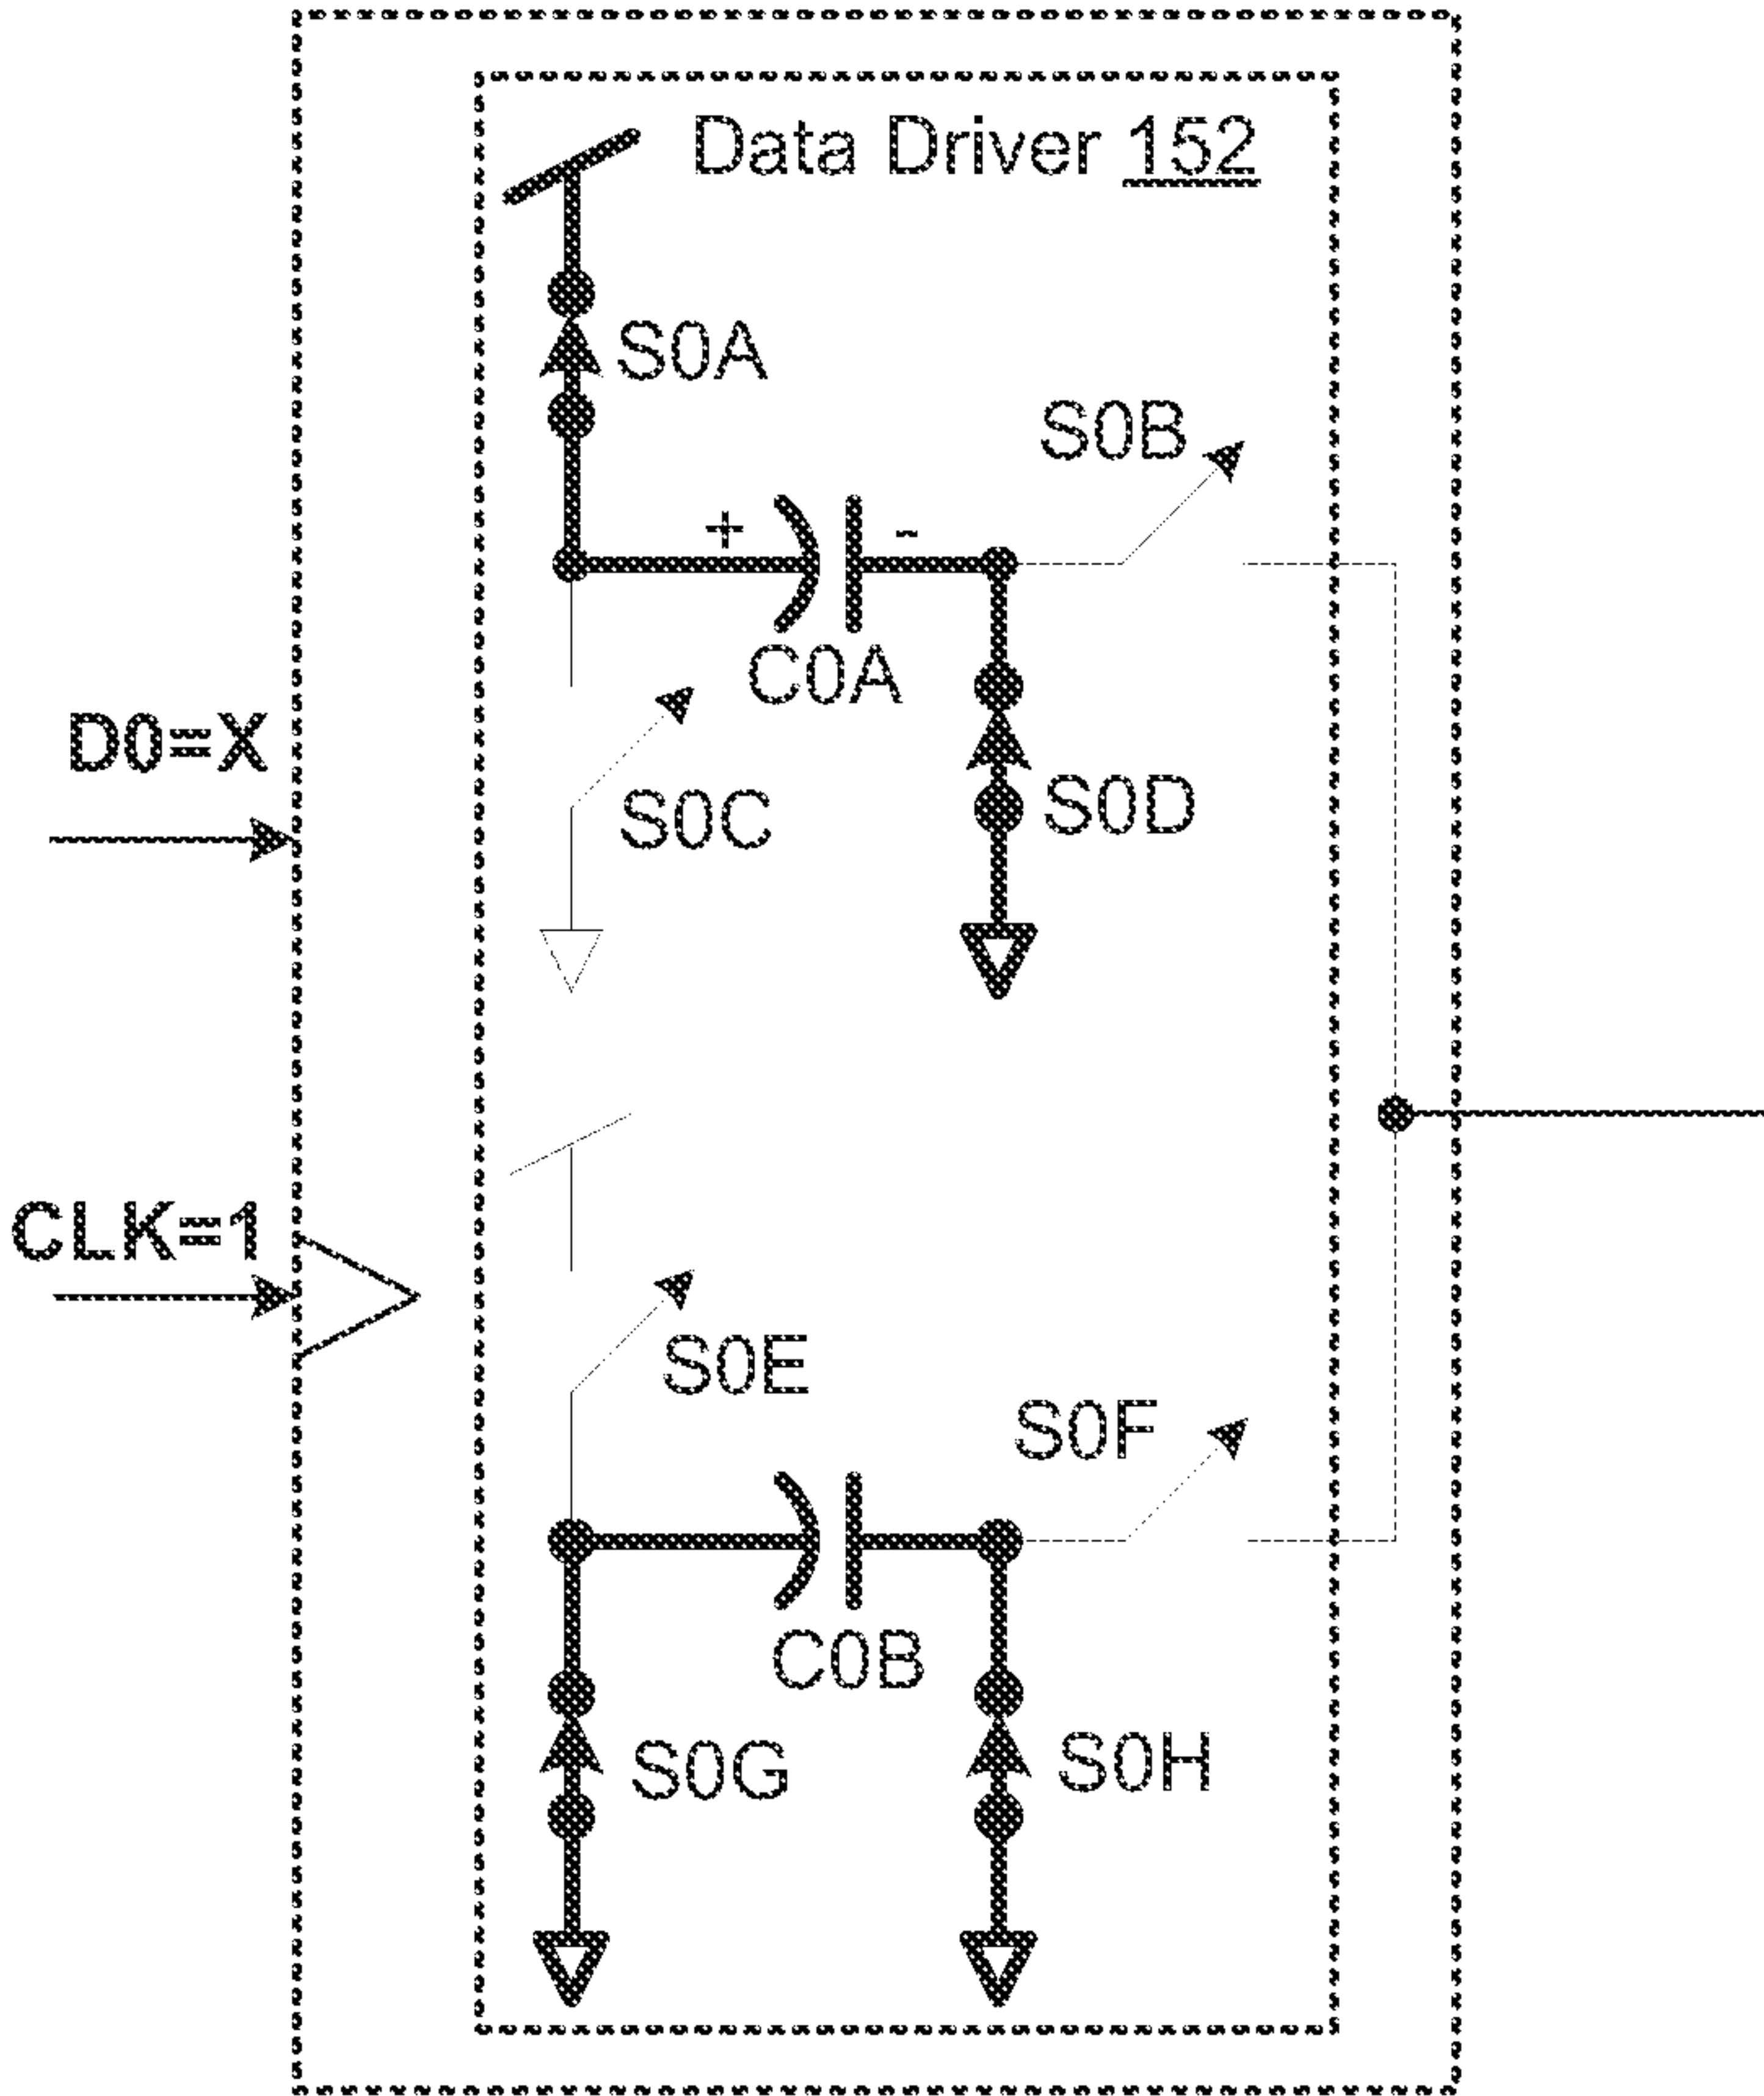 Data Driver 152
S0A
S0B
+ -
C0A
D0=X
S0C
S0D
CLK=1
S0E
S0F
C0B
S0G
S0H